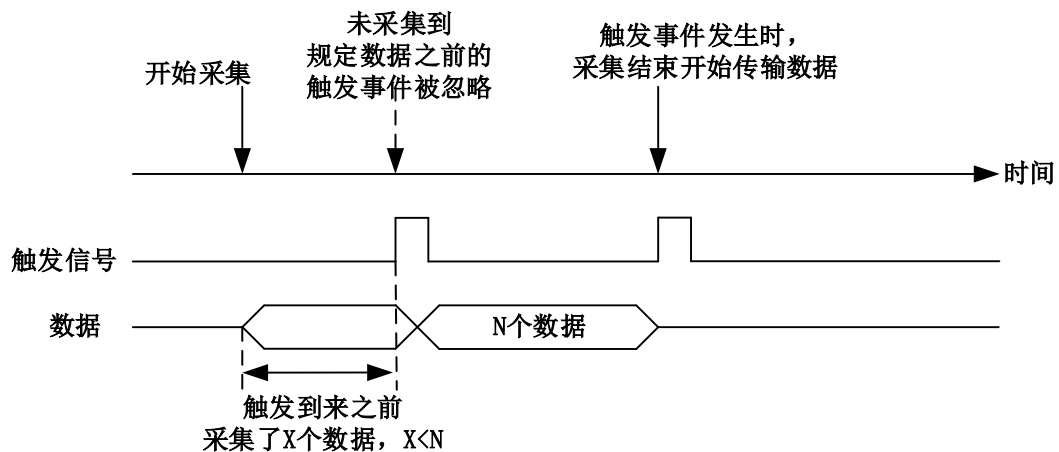 未采集到
规定数据之前的
触发事件被忽略
触发事件发生时，
采集结束开始传输数据
开始采集
时间
触发信号
数据
N个数据
触发到来之前
采集了X个数据，X<N